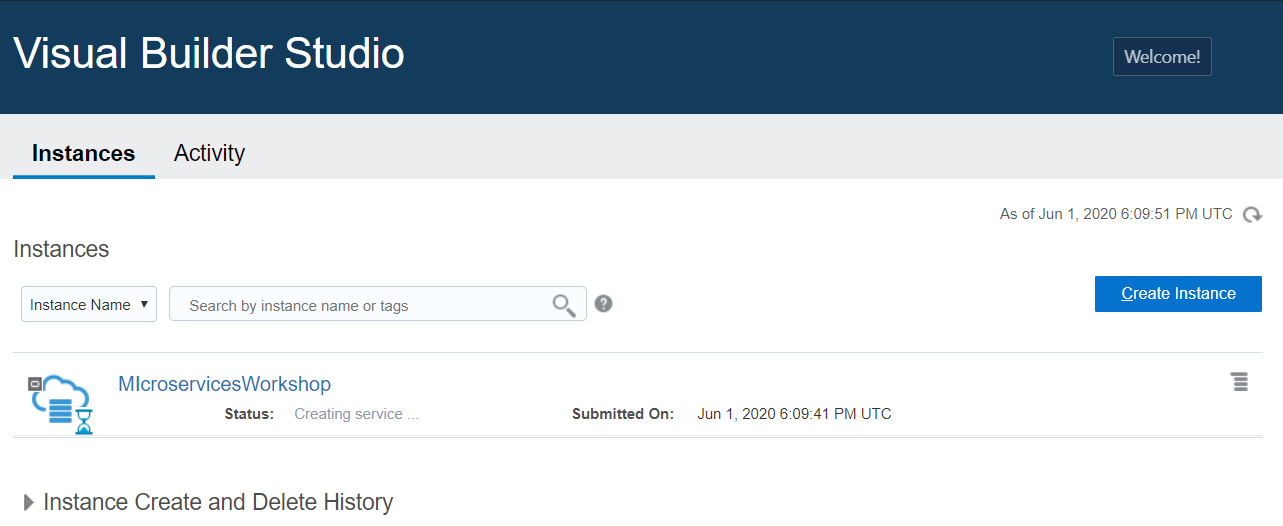 Visual Builder Studio
Welcome!
Instances Activity
As of Jun 1, 2020 6:09:51 PM UTC
Instances
Instance Name Search by instance name or tags ?
Create Instance
MIcroservicesWorkshop
Status: Creating service ... Submitted On: Jun 1, 2020 6:09:41 PM UTC
Instance Create and Delete History